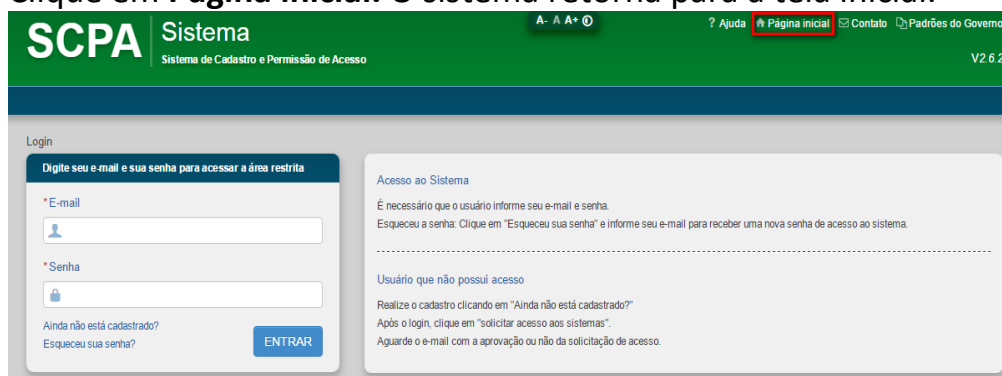 Clique em Página inicial. O sistema retorna para a tela inicial.
A- A A+
? Ajuda Página inicial Contato Padrões do Governo
SCPA Sistema
Sistema de Cadastro e Permissão de Acesso
V2.6.2
Login
Digite seu e-mail e sua senha para acessar a área restrita
*E-mail
*Senha
Ainda não está cadastrado?
Esqueceu sua senha?
ENTRAR
Acesso ao Sistema
É necessário que o usuário informe seu e-mail e senha.
Esqueceu a senha: Clique em "Esqueceu sua senha" e informe seu e-mail para receber uma nova senha de acesso ao sistema.
Usuário que não possui acesso
Realize o cadastro clicando em "Ainda não está cadastrado?"
Após o login, clique em "solicitar acesso aos sistemas".
Aguarde o e-mail com a aprovação ou não da solicitação de acesso.